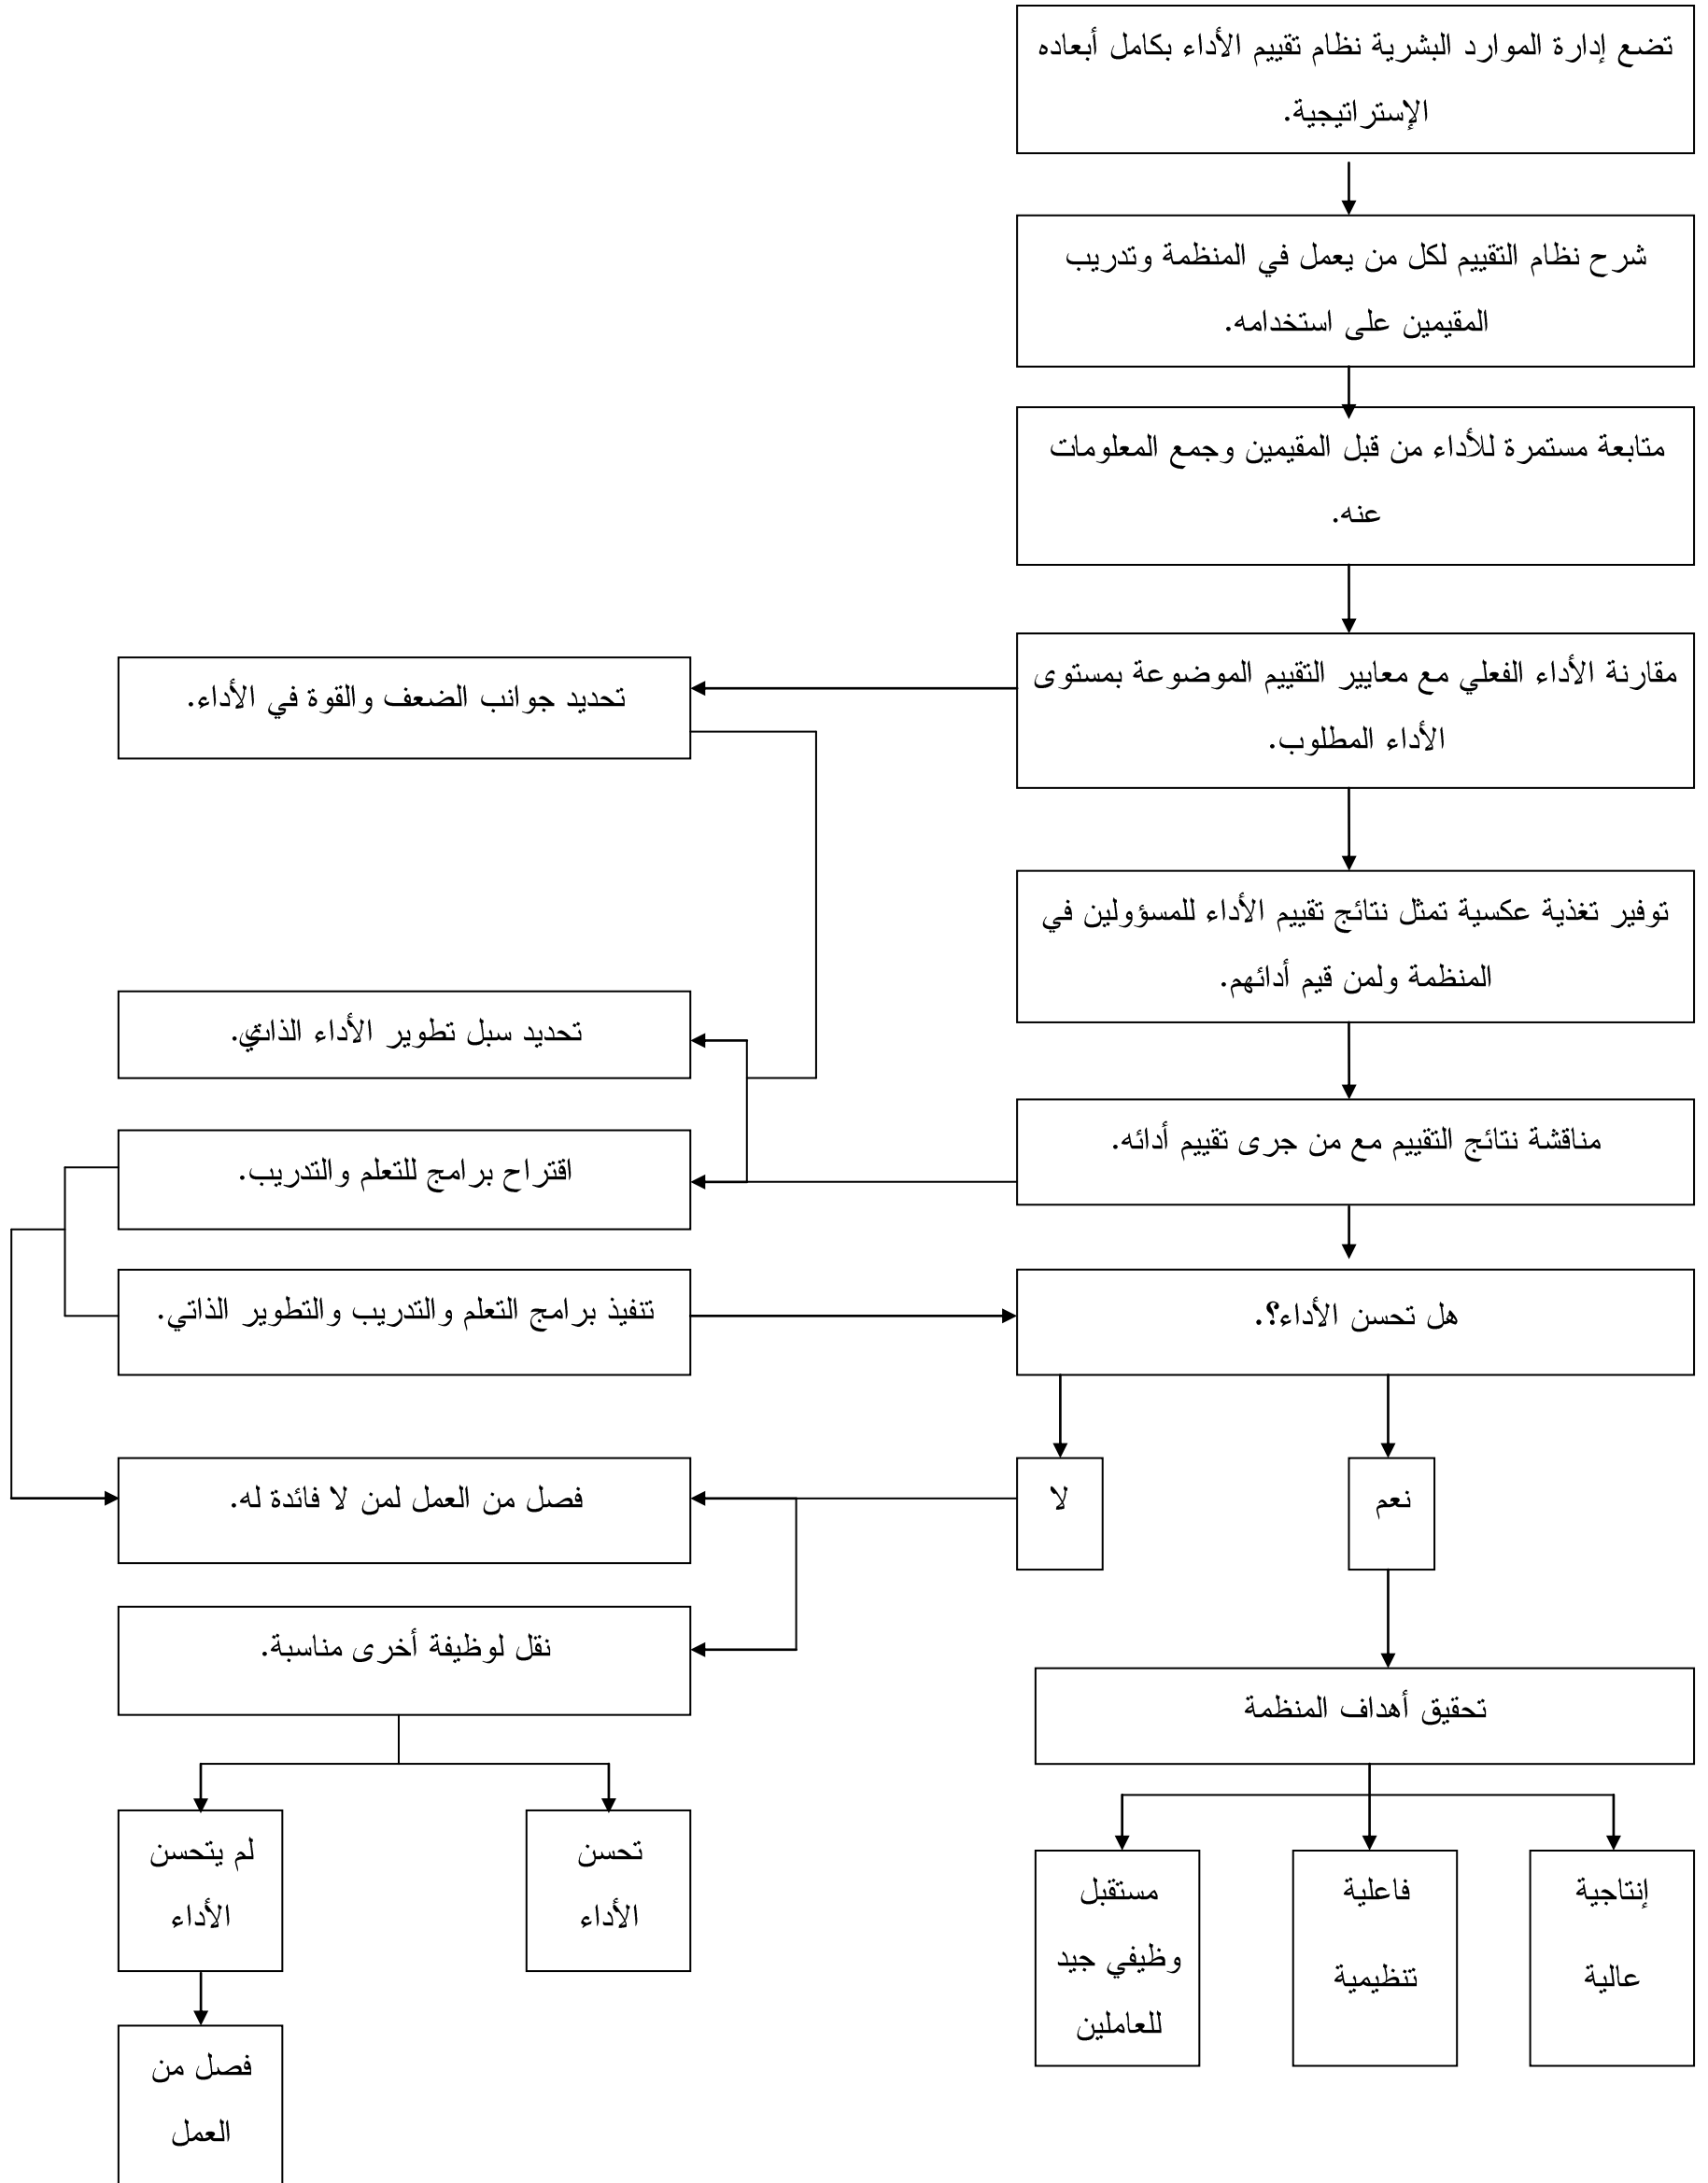 تضع إدارة الموارد البشرية نظام تقييم الأداء بكامل أبعاده
الإستراتيجية.
شرح نظام التقييم لكل من يعمل في المنظمة وتدريب
المقيمين على استخدامه.
متابعة مستمرة للأداء من قبل المقيمين وجمع المعلومات
عنه.
مقارنة الأداء الفعلي مع معايير التقييم الموضوعة بمستوى
الأداء المطلوب.
تحديد جوانب الضعف والقوة في الأداء.
توفير تغذية عكسية تمثل نتائج تقييم الأداء للمسؤولين في
المنظمة ولمن قيم أدائهم.
تحديد سبل تطوير الأداء الذاتي.
مناقشة نتائج التقييم مع من جرى تقييم أدائه.
اقتراح برامج للتعلم والتدريب.
هل تحسن الأداء؟.
تنفيذ برامج التعلم والتدريب والتطوير الذاتي.
نعم
لا
فصل من العمل لمن لا فائدة له.
نقل لوظيفة أخرى مناسبة.
تحقيق أهداف المنظمة
إنتاجية
عالية
فاعلية
تنظيمية
مستقبل
وظيفي جيد
للعاملين
تحسن
الأداء
لم يتحسن
الأداء
فصل من
العمل